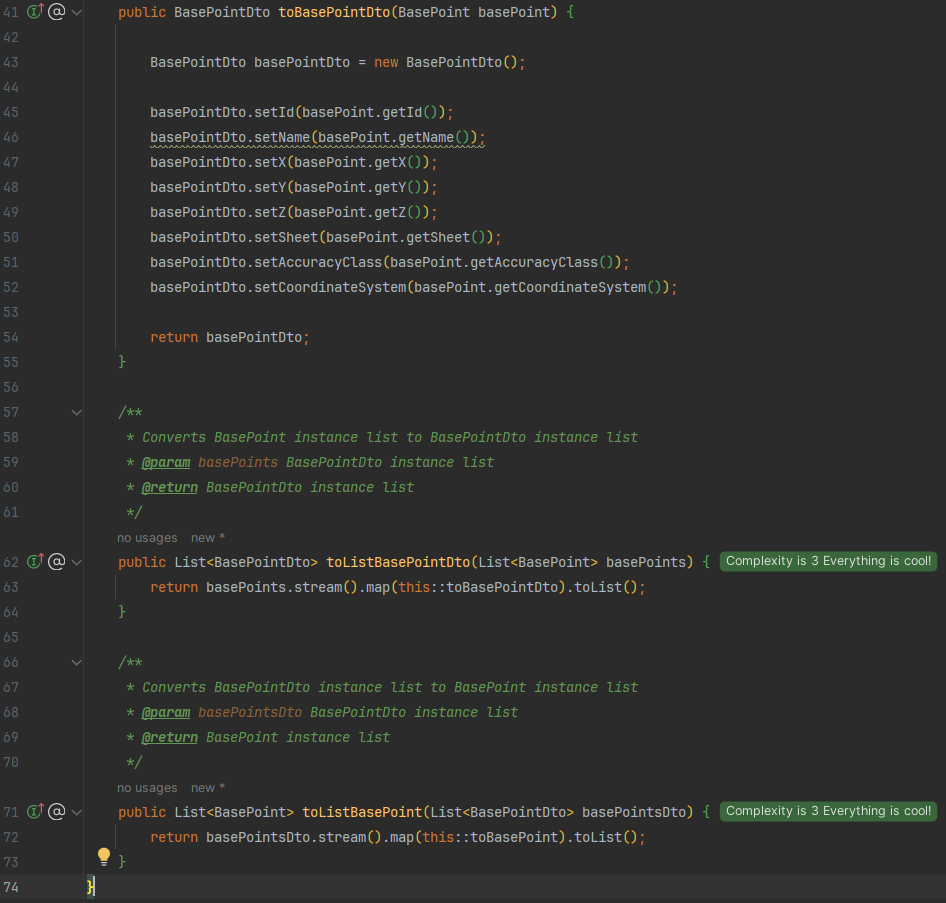 41 public BasePointDto toBasePointDto(BasePoint basePoint) {
42
43 BasePointDto basePointDto = new BasePointDto();
44
45 basePointDto.setId(basePoint.getId());
46 basePointDto.setName(basePoint.getName());
47 basePointDto.setX(basePoint.getX());
48 basePointDto.setY(basePoint.getY());
49 basePointDto.setZ(basePoint.getZ());
50 basePointDto.setSheet(basePoint.getSheet());
51 basePointDto.setAccuracyClass(basePoint.getAccuracyClass());
52 basePointDto.setCoordinateSystem(basePoint.getCoordinateSystem());
53
54 return basePointDto;
55 }
56
57 /**
58 * Converts BasePoint instance list to BasePointDto instance list
59 * @param basePoints BasePointDto instance list
60 * @return BasePointDto instance list
61 */
no usages new *
62 public List<BasePointDto> toListBasePointDto(List<BasePoint> basePoints) { Complexity is 3 Everything is cool!
63 return basePoints.stream().map(this::toBasePointDto).toList();
64 }
65
66 /**
67 * Converts BasePointDto instance list to BasePoint instance list
68 * @param basePointsDto BasePointDto instance list
69 * @return BasePoint instance list
70 */
no usages new *
71 public List<BasePoint> toListBasePoint(List<BasePointDto> basePointsDto) { Complexity is 3 Everything is cool!
72 return basePointsDto.stream().map(this::toBasePoint).toList();
73 }
74 }